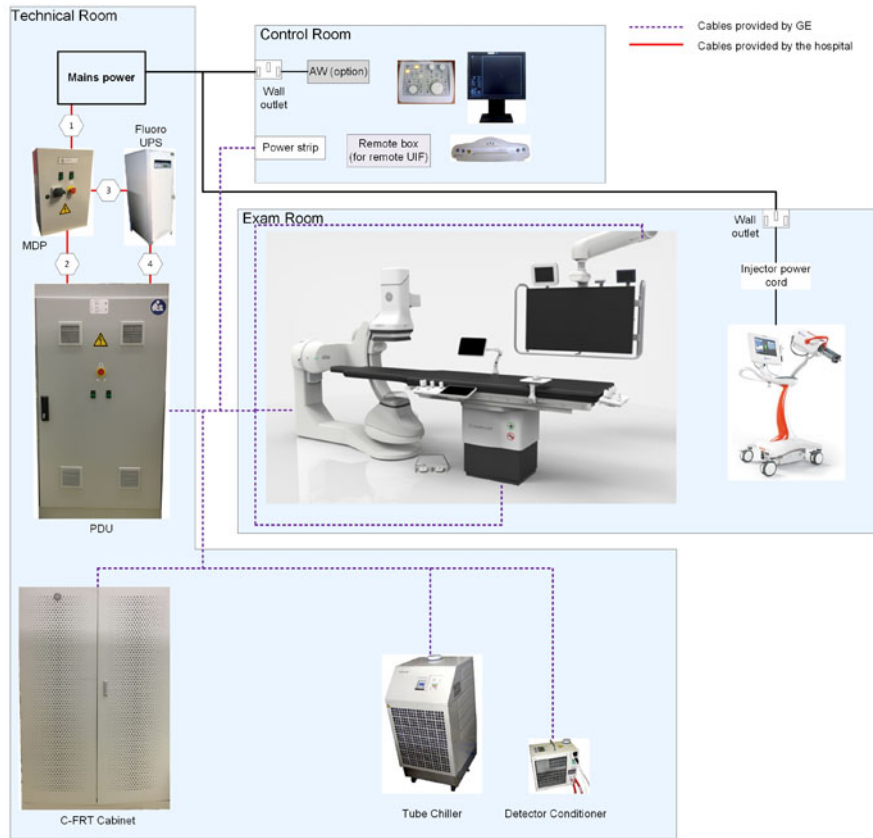 Technical Room
Control Room
Cables provided by GE
Cables provided by the hospital
Mains power
Wall
outlet
AW (option)
1
Fluoro
UPS
Power strip
Remote box
(for remote UIF)
3
MDP
2
4
Exam Room
Wall
outlet
Injector power
cord
PDU
C-FRT Cabinet
Tube Chiller
Detector Conditioner